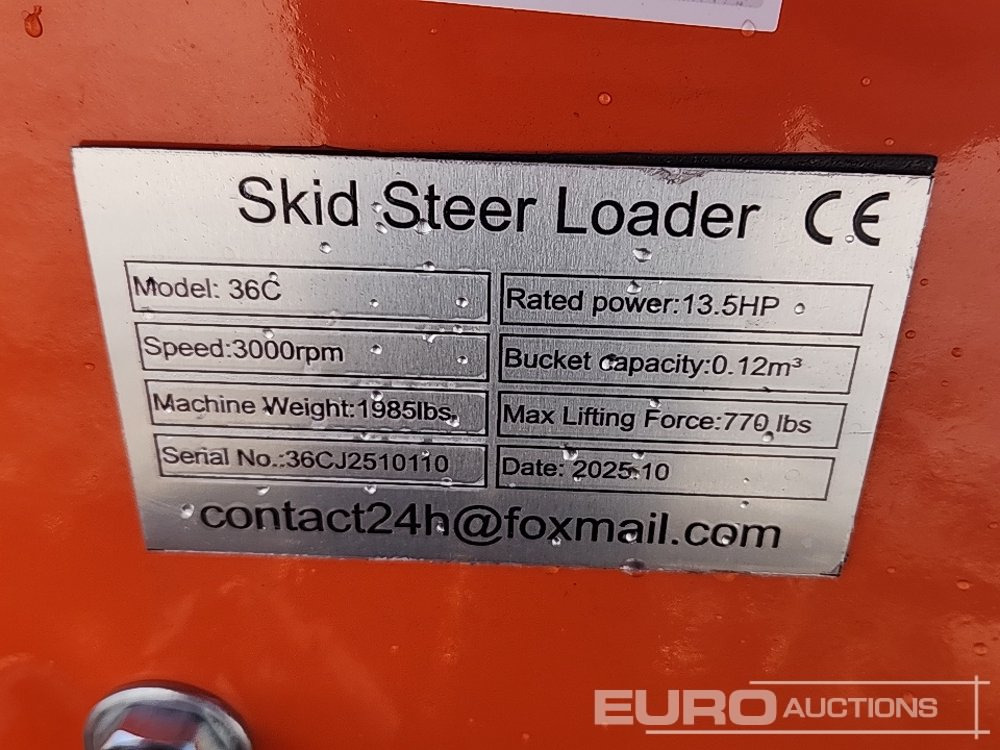 Skid Steer Loader CE
Model: 36C
Rated power:13.5HP
Speed:3000rpm
Bucket capacity:0.12m³
Machine Weight:1985lbs.
Max Lifting Force:770 lbs
Serial No.:36CJ2510110
Date: 2025.10
contact24h@foxmail.com
EURO AUCTIONS